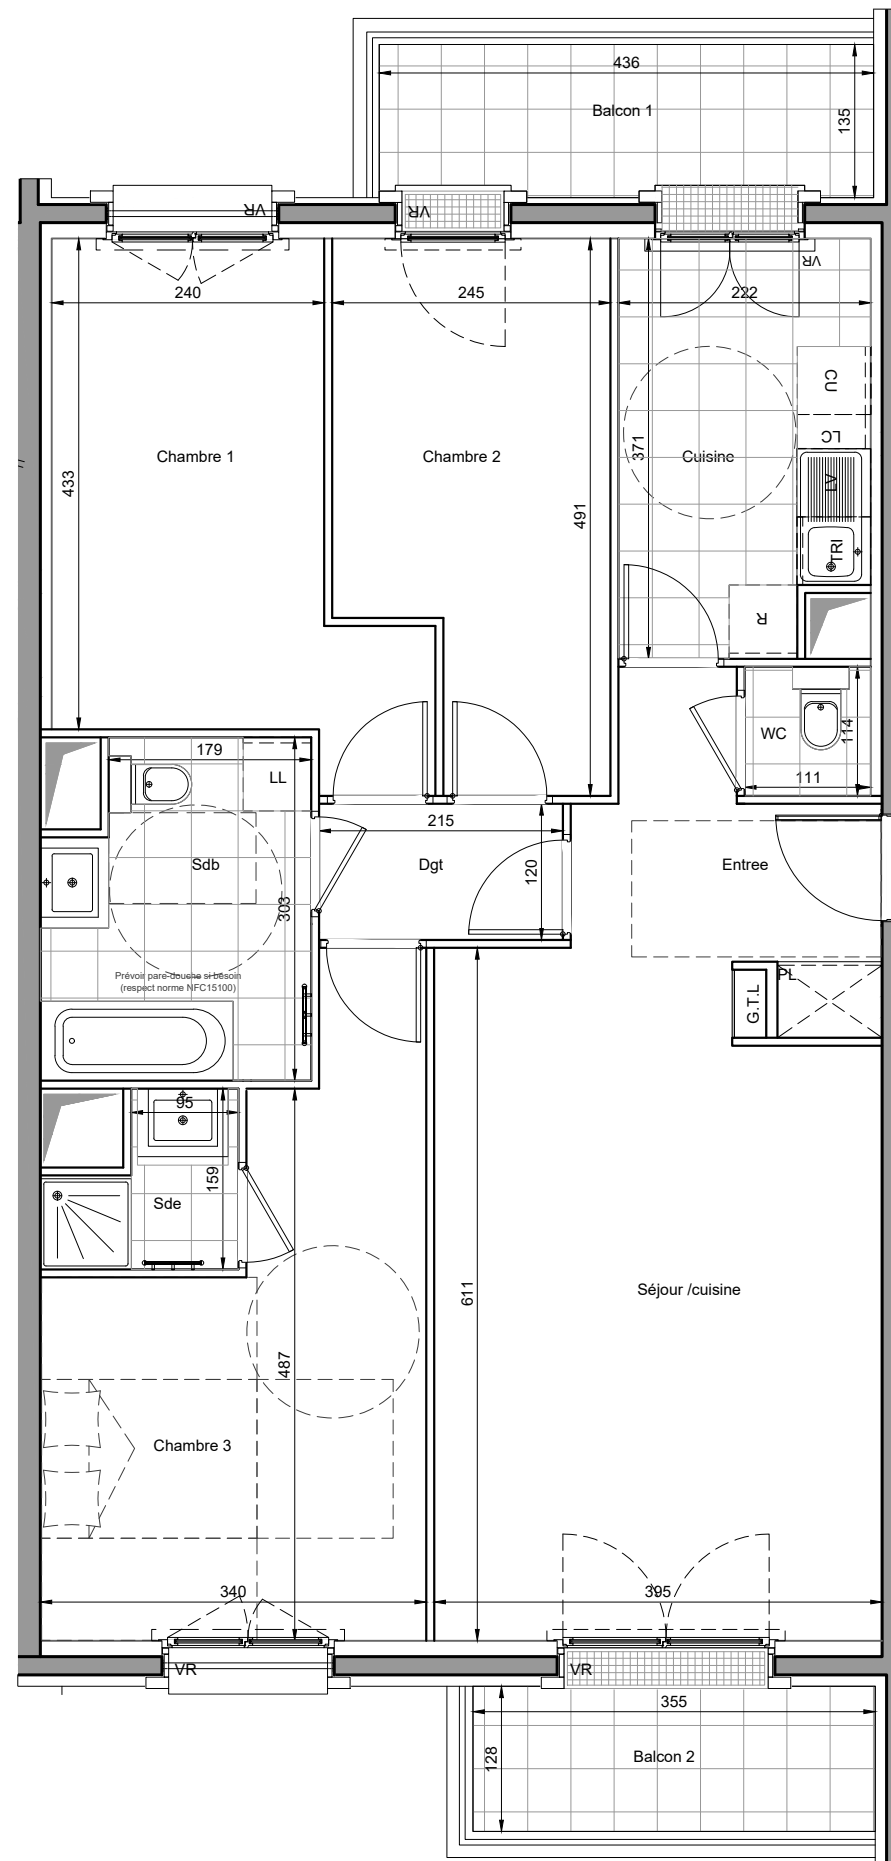 436
Balcon 1
135
VR
VR
VR
240
245
222
CU
LC
Chambre 1
Chambre 2
371
Cuisine
433
LV
491
TRI
R
WC
114
179
LL
111
215
Sdb
Dgt
120
Entree
303
Prévoir pare-douche si besoin
(respect norme NFC15100)
PL
G.T.L
95
159
Sde
611
Séjour /cuisine
487
Chambre 3
340
395
VR
VR
355
128
Balcon 2